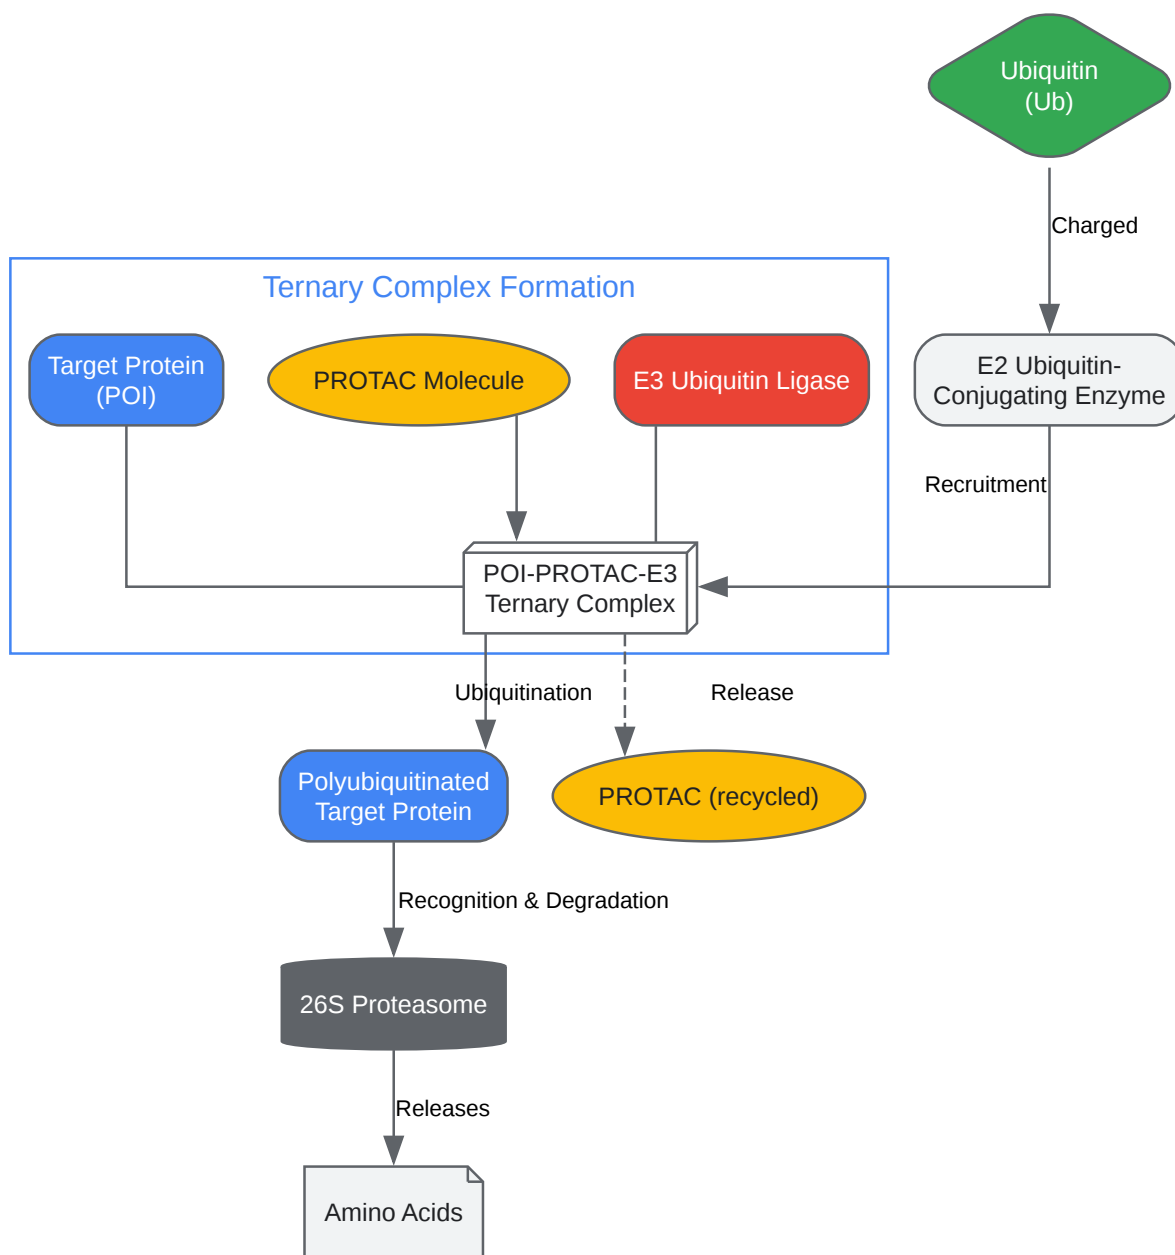 Ubiquitin
(Ub)
Charged
Ternary Complex Formation
Target Protein
(POI)
PROTAC Molecule
E3 Ubiquitin Ligase
E2 Ubiquitin-
Conjugating Enzyme
Recruitment
POI-PROTAC-E3
Ternary Complex
Ubiquitination
Release
Polyubiquitinated
Target Protein
PROTAC (recycled)
Recognition & Degradation
26S Proteasome
Releases
Amino Acids